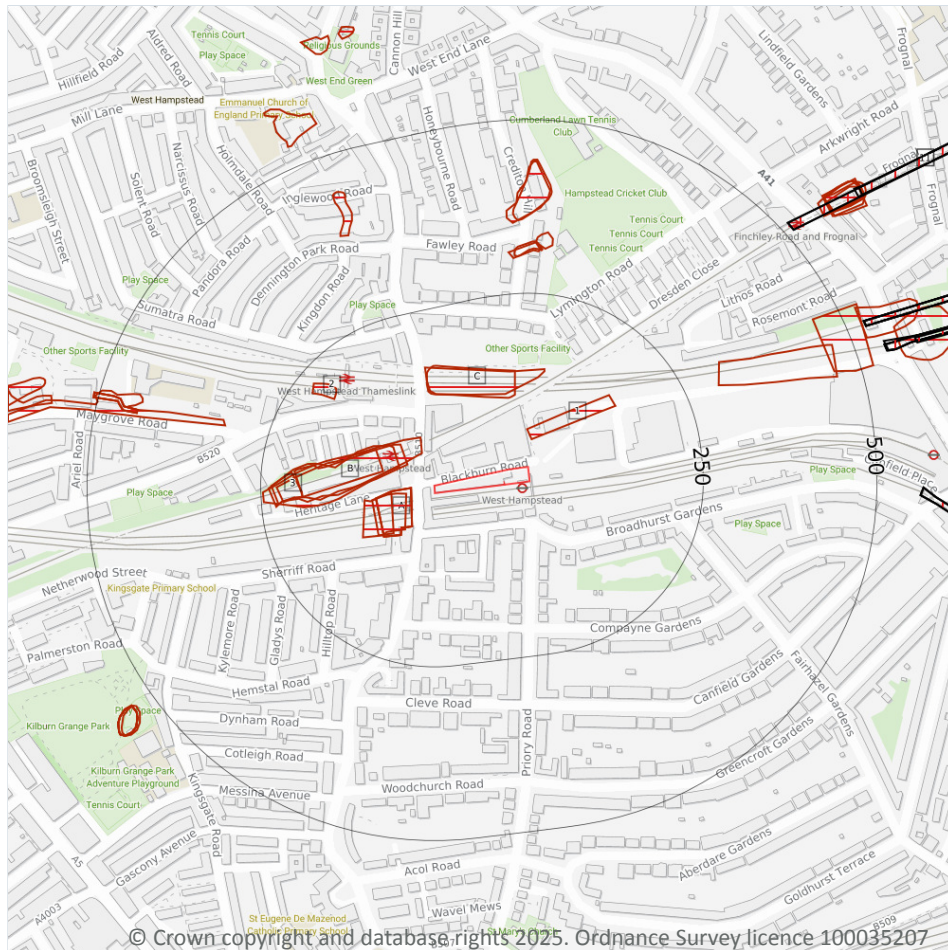 Tennis Court
Play Space
Religious Grounds
Cannon Hill
West End Lane
Aldred Road
Hillfield Road
Lindfield Gardens
Frognal
West End Green
West Hampstead
Emmanuel Church of
England Primary School
Mill Lane
Cumberland Lawn Tennis
Club
Arkwright Road
Honeybourne Road
Holmdale Road
Narcissus Road
Solent Road
Broomsleigh Street
A41
Frognal
Inglewood Road
Hampstead Cricket Club
Frognal
Tennis Court
Tennis Court
Tennis Court
Finchley Road and Frognal
Fawley Road
Dennington Park Road
Pandora Road
Kingdon Road
Lymington Road
Dresden Close
Lithos Road
Rosemont Road
Play Space
Play Space
Sumatra Road
Other Sports Facility
Other Sports Facility
C
2
West Hampstead Thameslink
1
Maygrove Road
B520
Ariel Road
B
West Hampstead
3
Blackburn Road
250
500
Play Space
Play Space
Heritage Lane
A
West Hampstead
Broadhurst Gardens
Play Space
Sherriff Road
Netherwood Street
Kingsgate Primary School
Kylemore Road
Gladys Road
Hilltop Road
Compayne Gardens
Palmerston Road
Fairhazel Gardens
Canfield Gardens
Hemstal Road
Cleve Road
Play Space
Kilburn Grange Park
Dynham Road
Priory Road
Greencroft Gardens
Cotleigh Road
Kilburn Grange Park
Adventure Playground
Tennis Court
Messina Avenue
Woodchurch Road
Kingsgate Road
Gascony Avenue
A5
Acol Road
Aberdare Gardens
Goldhurst Terrace
A4003
Wavel Mews
B509
St Eugene De Mazenod
Catholic Primary School
St Mary's Church
© Crown copyright and database rights 2025. Ordnance Survey licence 100035207